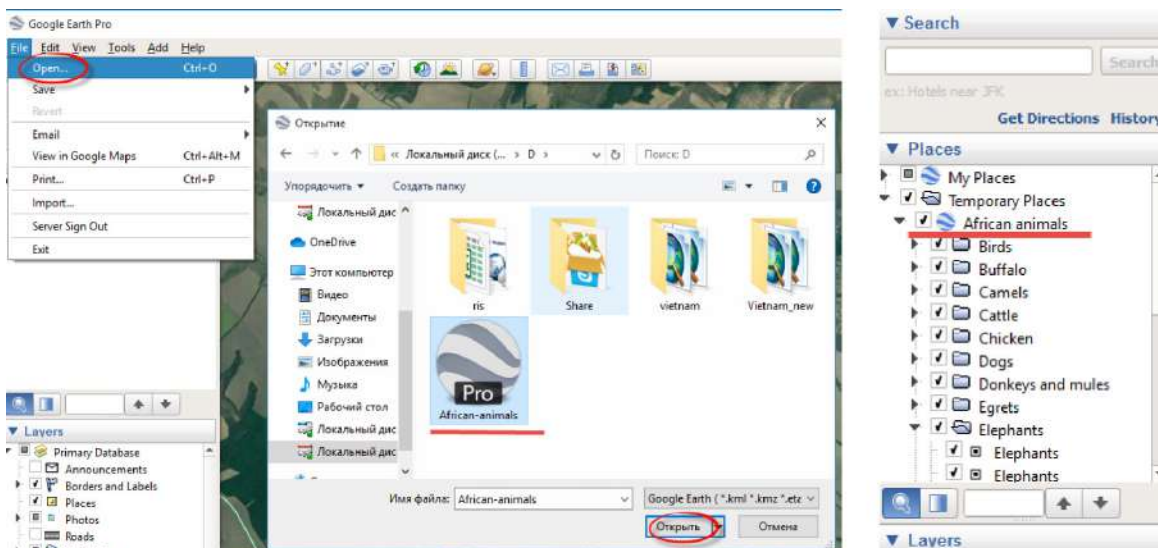 Google Earth Pro
File Edit View Tools Add Help
Open... Ctrl+O
Save
Revert
Email
View in Google Maps Ctrl+Alt+M
Print... Ctrl+P
Import...
Server Sign Out
Exit
Layers
Primary Database
Announcements
Borders and Labels
Places
Photos
Roads
Открытие
« Локальный диск (... > D >
Поиск: D
Упорядочить Создать папку
Локальный дис
OneDrive
Этот компьютер
Видео
Документы
Загрузки
Изображения
Музыка
Рабочий стол
Локальный дис
Локальный дис
ris
Share
vietnam
Vietnam_new
Pro
African-animals
Имя файла: African-animals
Google Earth (*.kml *.kmz *.eta
Открыть Отмена
Search
Search
ex: Hotels near JFK
Get Directions History
Places
My Places
Temporary Places
African animals
Birds
Buffalo
Camels
Cattle
Chicken
Dogs
Donkeys and mules
Egrets
Elephants
Elephants
Elephants
Layers